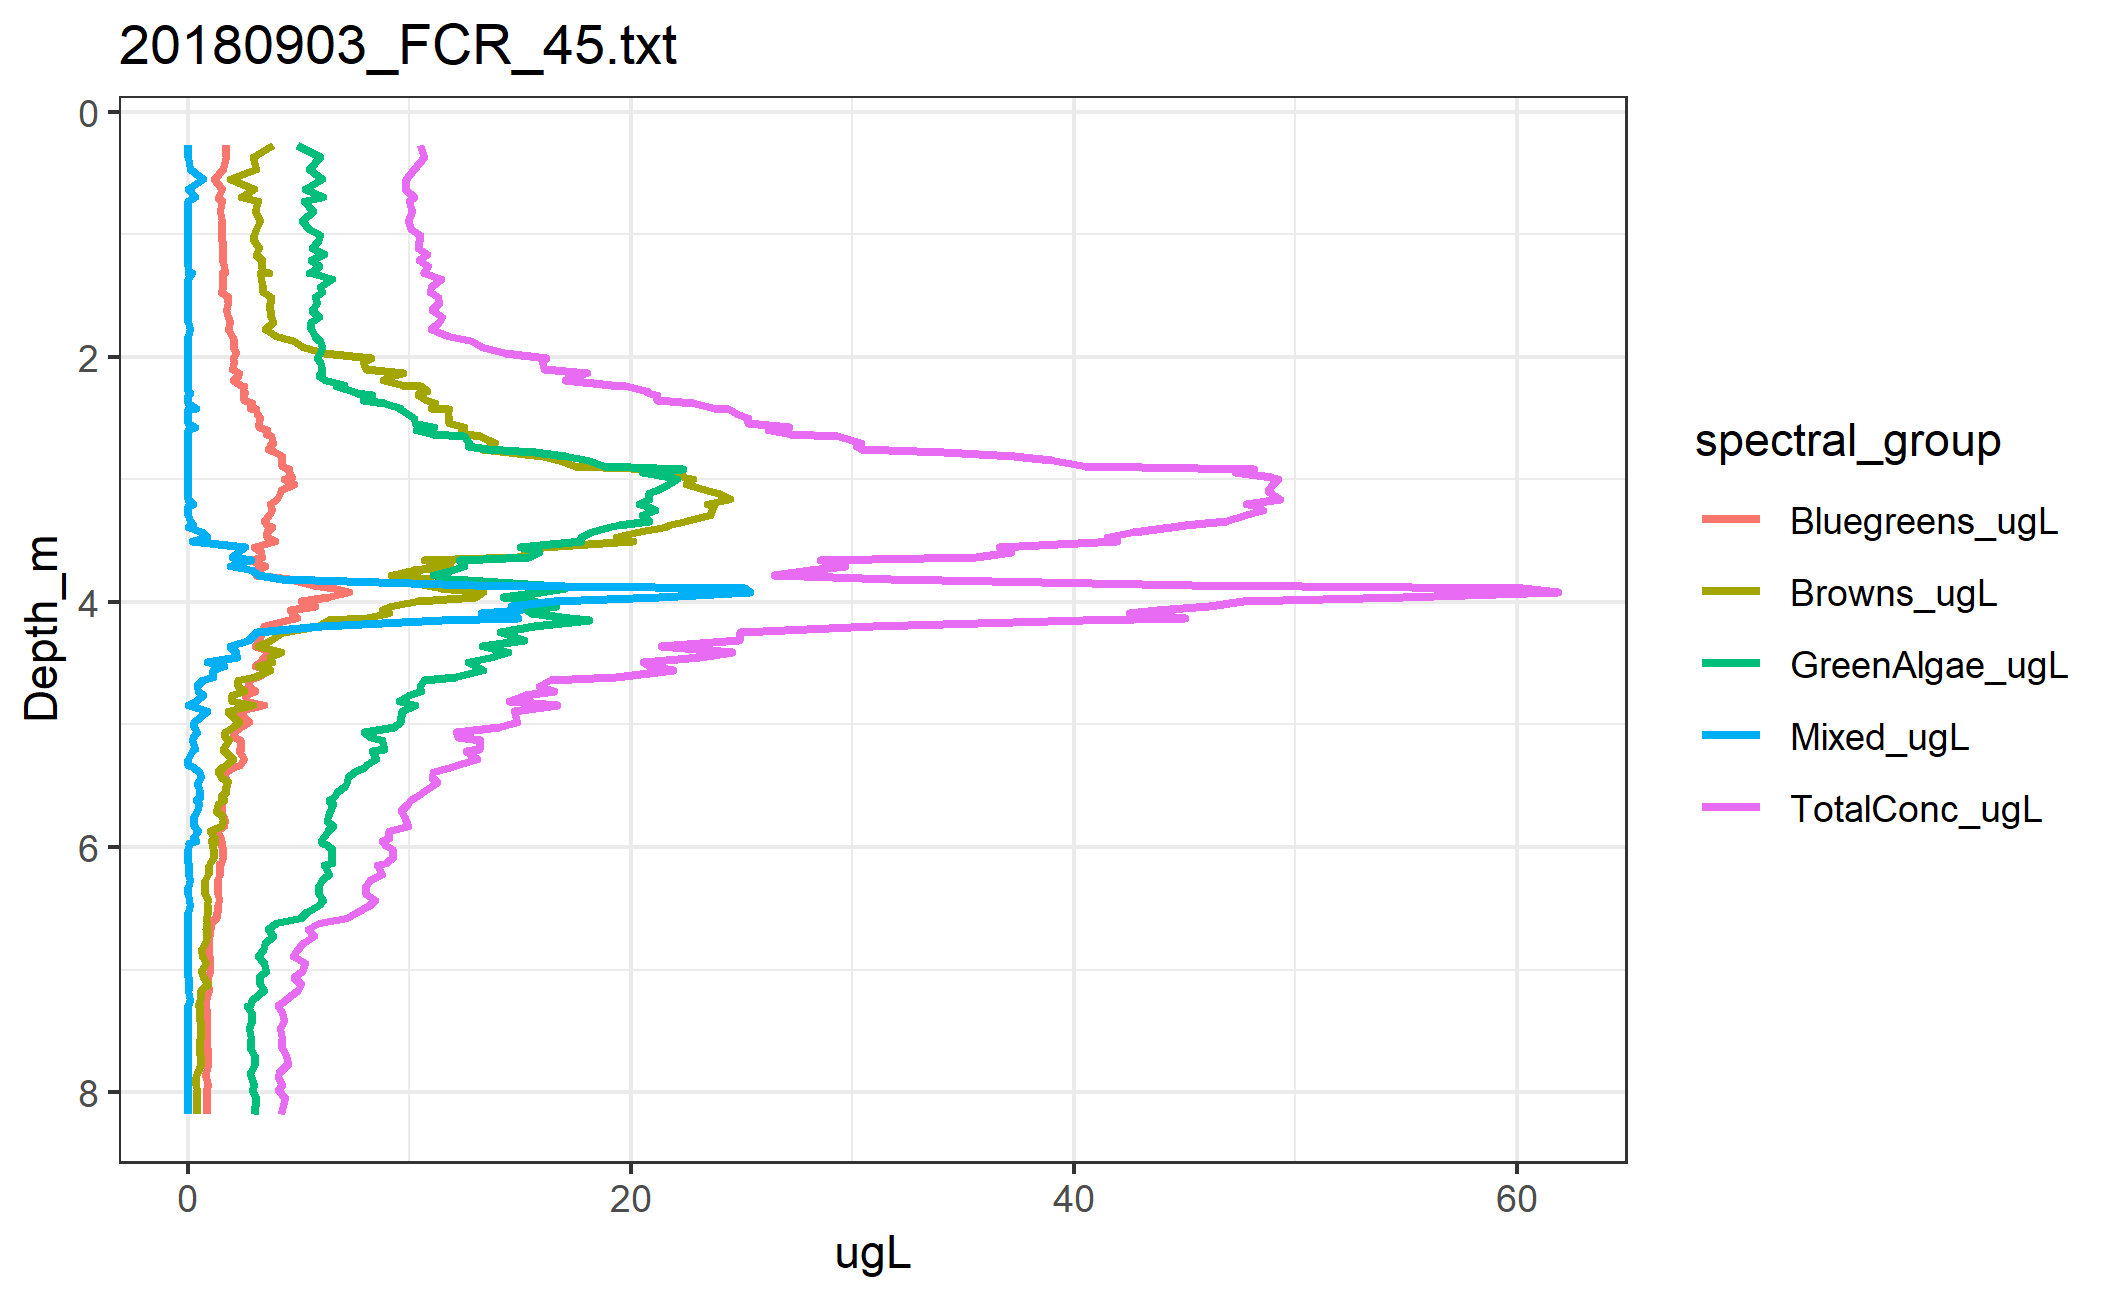 20180903_FCR_45.txt
0
2
4
6
8
Depth_m
0 20 40 60
ugL
spectral_group
Bluegreens_ugL
Browns_ugL
GreenAlgae_ugL
Mixed_ugL
TotalConc_ugL